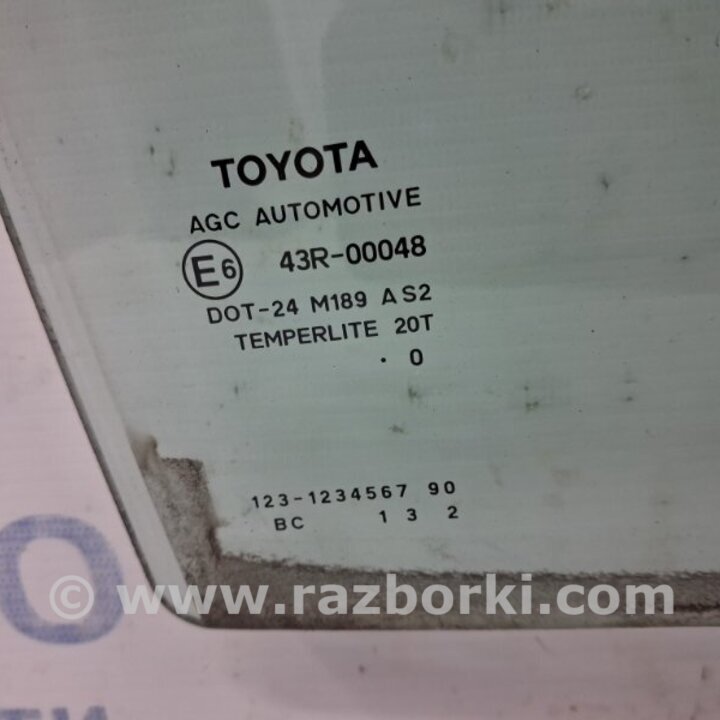 TOYOTA
AGC AUTOMOTIVE
E6 43R-00048
DOT-24 M189 AS2
TEMPERLITE 20T
. 0
123-1234567 90
BC 1 3 2
© www.razborki.com